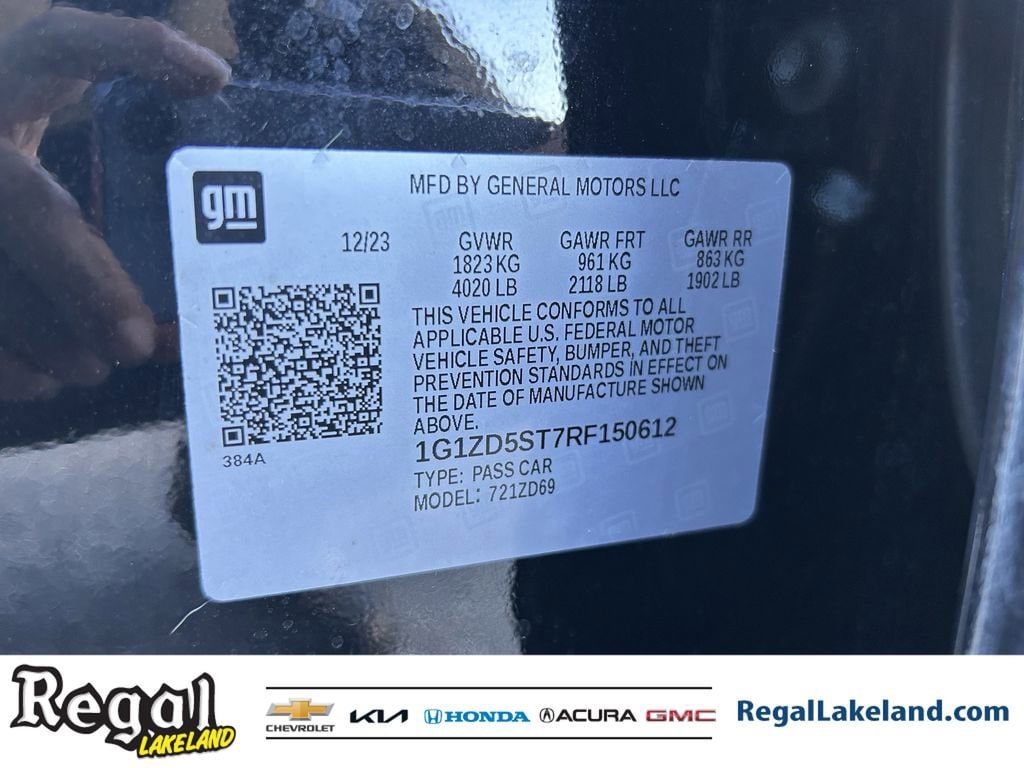 gm
MFD BY GENERAL MOTORS LLC
12/23 GVWR GAWR FRT GAWR RR
1823 KG 961 KG 863 KG
4020 LB 2118 LB 1902 LB
THIS VEHICLE CONFORMS TO ALL
APPLICABLE U.S. FEDERAL MOTOR
VEHICLE SAFETY, BUMPER, AND THEFT
PREVENTION STANDARDS IN EFFECT ON
THE DATE OF MANUFACTURE SHOWN
ABOVE.
1G1ZD5ST7RF150612
384A
TYPE: PASS CAR
MODEL: 721ZD69
Regal
LAKELAND
CHEVROLET KIA HONDA ACURA GMC
RegalLakeland.com